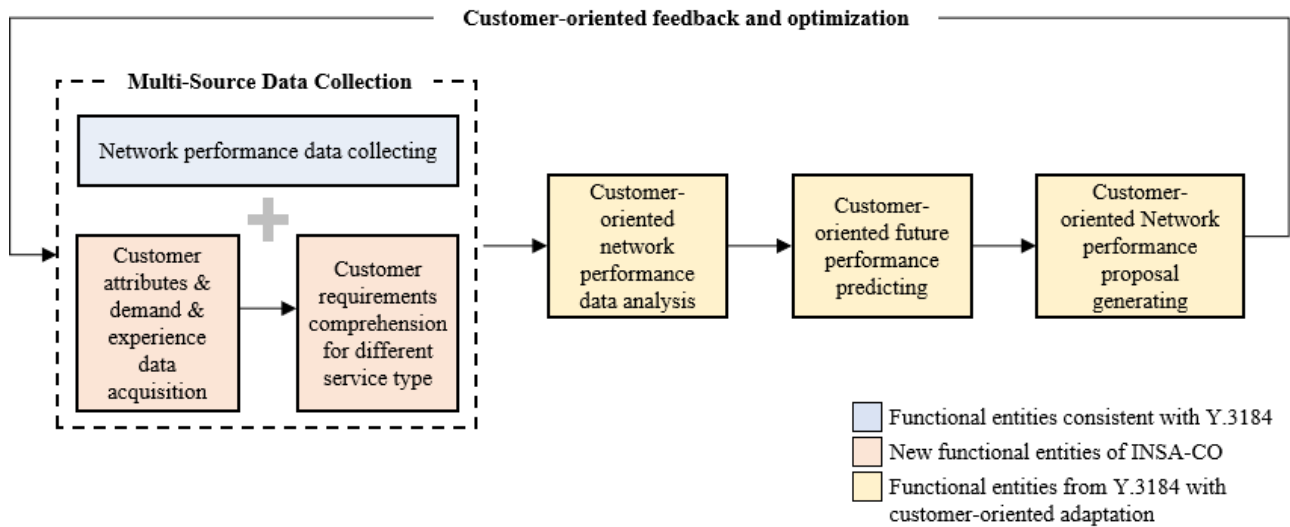 Customer-oriented feedback and optimization
Multi-Source Data Collection
Network performance data collecting
Customer
attributes &
demand &
experience
data
acquisition
Customer
requirements
comprehension
for different
service type
Customer-
oriented
network
performance
data analysis
Customer-
oriented future
performance
predicting
Customer-
oriented Network
performance
proposal
generating
Functional entities consistent with Y.3184
New functional entities of INSA-CO
Functional entities from Y.3184 with
customer-oriented adaptation